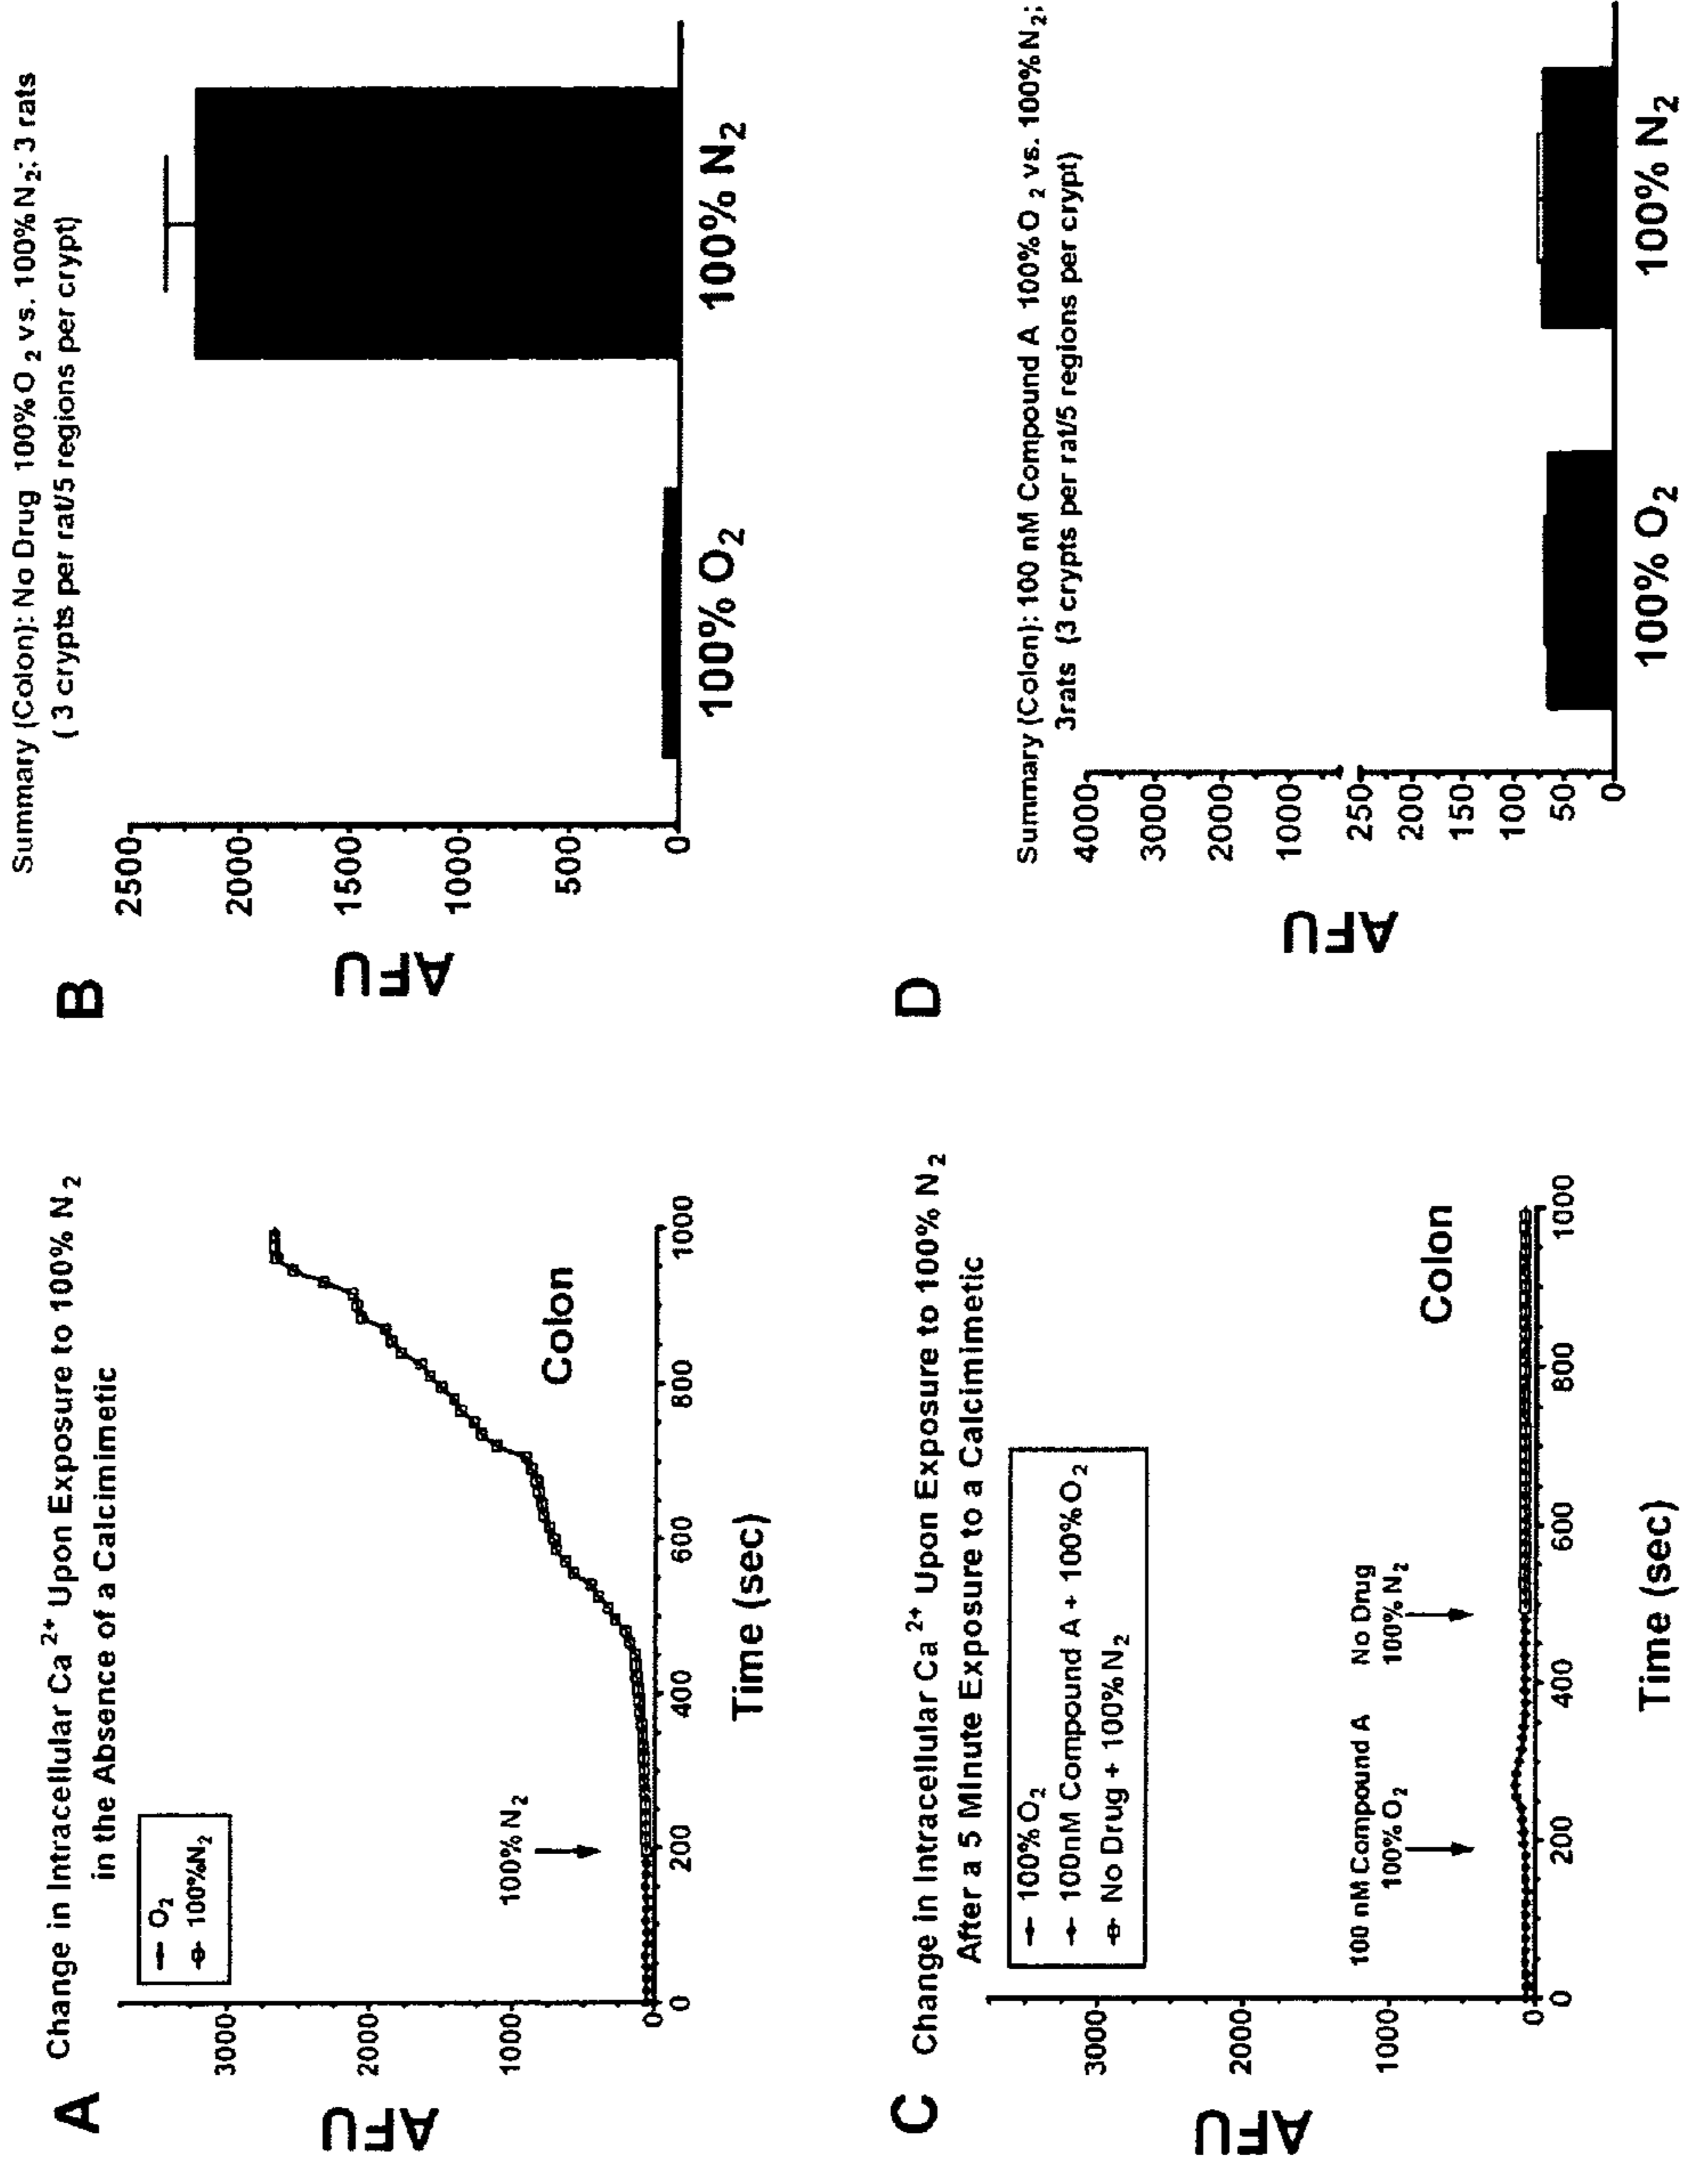 A
Change in Intracellular Ca 2+ Upon Exposure to 100% N2
in the Absence of a Calcimimetic
O2
100%N2
AFU
3000
2000
1000
0
100% N2
Colon
0 200 400 600 800 1000
Time (sec)
B
Summary (Colon): No Drug 100% O 2 vs. 100% N2; 3 rats
( 3 crypts per rat/5 regions per crypt)
AFU
2500
2000
1500
1000
500
0
100% O2 100% N2
C
Change in Intracellular Ca 2+ Upon Exposure to 100% N2
After a 5 Minute Exposure to a Calcimimetic
100% O2
100nM Compound A + 100% O2
No Drug + 100% N2
AFU
3000
2000
1000
0
100 nM Compound A
100% O2
No Drug
100% N2
Colon
0 200 400 600 800 1000
Time (sec)
D
Summary (Colon): 100 nM Compound A 100% O 2 vs. 100% N2;
3rats (3 crypts per rat/5 regions per crypt)
AFU
4000
3000
2000
1000
250
200
150
100
50
0
100% O2 100% N2